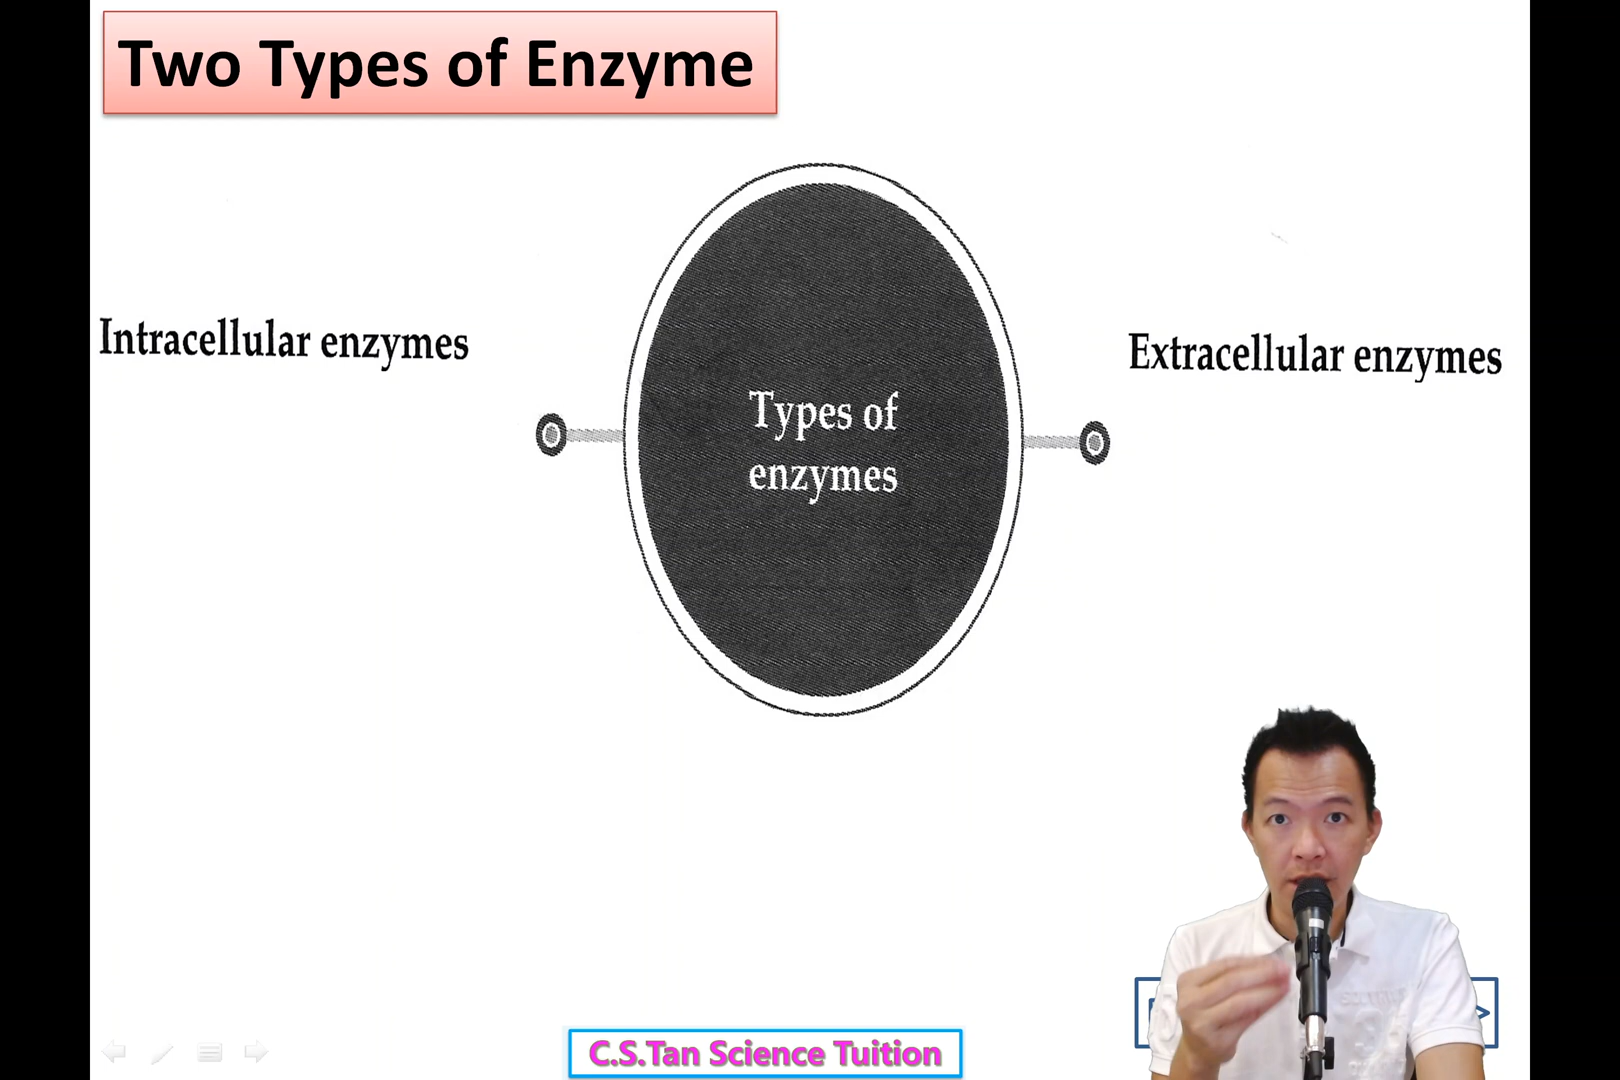 Two Types of Enzyme
Intracellular enzymes
Extracellular enzymes
Types of
enzymes
C.S.Tan Science Tuition